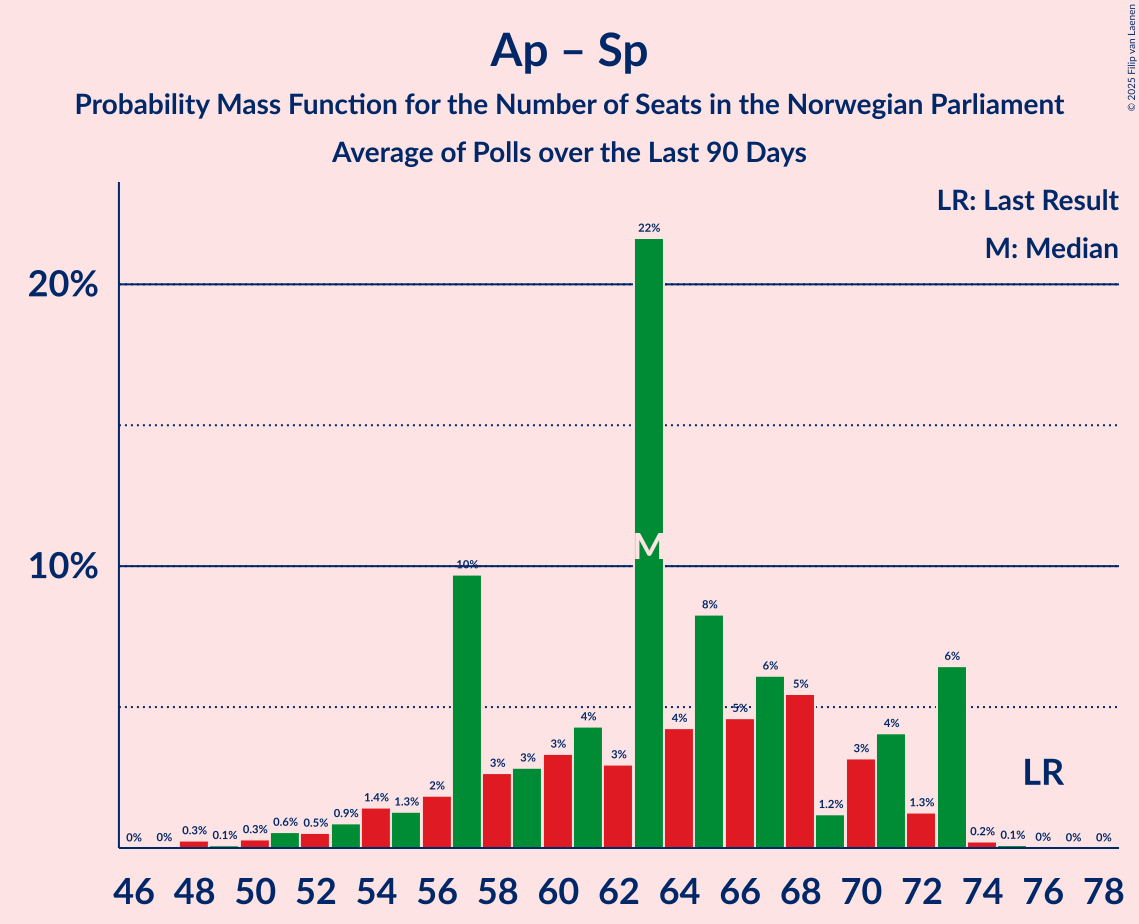 Ap – Sp
Probability Mass Function for the Number of Seats in the Norwegian Parliament
Average of Polls over the Last 90 Days
© 2025 Filip van Laenen
LR: Last Result
M: Median
20%
10%
0% 0% 0.3% 0.1% 0.3% 0.6% 0.5% 0.9% 1.4% 1.3% 2% 10% 3% 3% 3% 4% 3% 22% 4% 8% 5% 6% 5% 1.2% 3% 4% 1.3% 6% 0.2% 0.1% 0% 0% 0%
M
LR
46 48 50 52 54 56 58 60 62 64 66 68 70 72 74 76 78